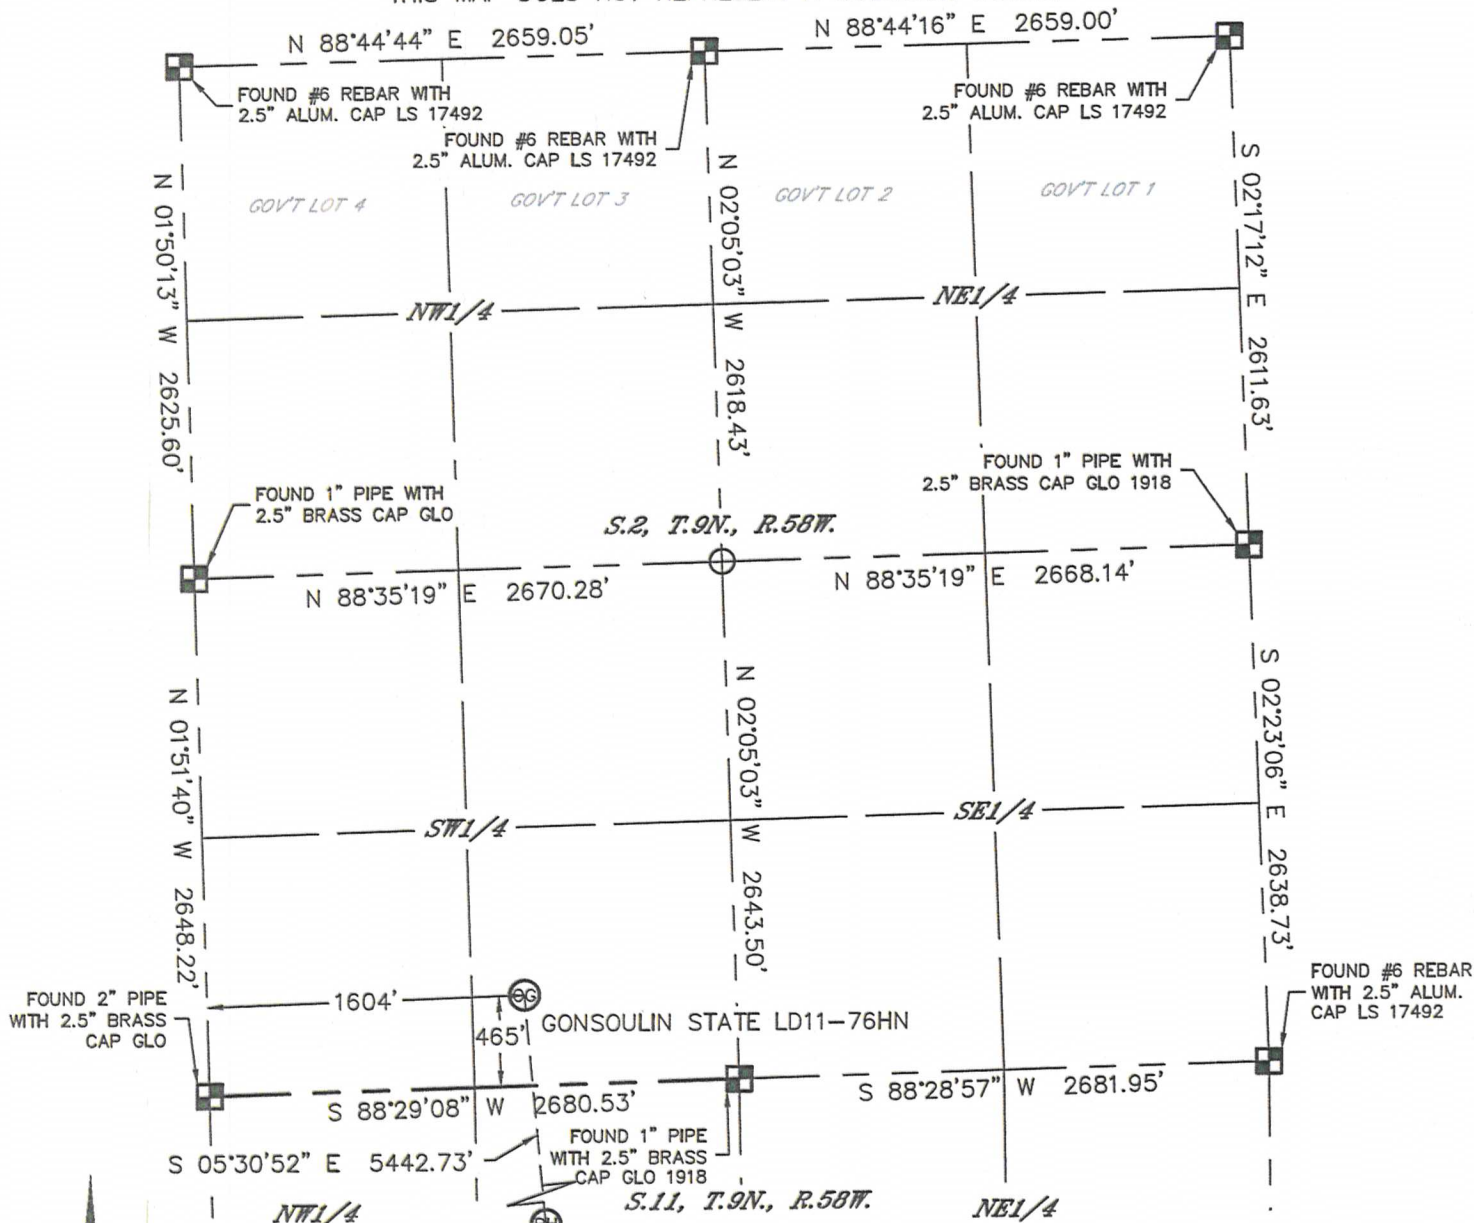 N 88°44'44" E 2659.05'
N 88°44'16" E 2659.00'
FOUND #6 REBAR WITH
2.5" ALUM. CAP LS 17492
FOUND #6 REBAR WITH
2.5" ALUM. CAP LS 17492
FOUND #6 REBAR WITH
2.5" ALUM. CAP LS 17492
GOV'T LOT 4
GOV'T LOT 3
GOV'T LOT 2
GOV'T LOT 1
N 01°50'13" W 2625.60'
N 02°05'03" W 2618.43'
S 02°17'12" E 2611.63'
NW1/4
NE1/4
FOUND 1" PIPE WITH
2.5" BRASS CAP GLO
FOUND 1" PIPE WITH
2.5" BRASS CAP GLO 1918
S.2, T.9N., R.58W.
N 88°35'19" E 2670.28'
N 88°35'19" E 2668.14'
N 01°51'40" W 2648.22'
N 02°05'03" W 2643.50'
S 02°23'06" E 2638.73'
SW1/4
SE1/4
FOUND 2" PIPE
WITH 2.5" BRASS
CAP GLO
1604'
465'
GONSOULIN STATE LD11-76HN
FOUND #6 REBAR
WITH 2.5" ALUM.
CAP LS 17492
S 88°29'08" W 2680.53'
S 88°28'57" W 2681.95'
S 05°30'52" E 5442.73'
FOUND 1" PIPE
WITH 2.5" BRASS
CAP GLO 1918
NW1/4
S.11, T.9N., R.58W.
NE1/4